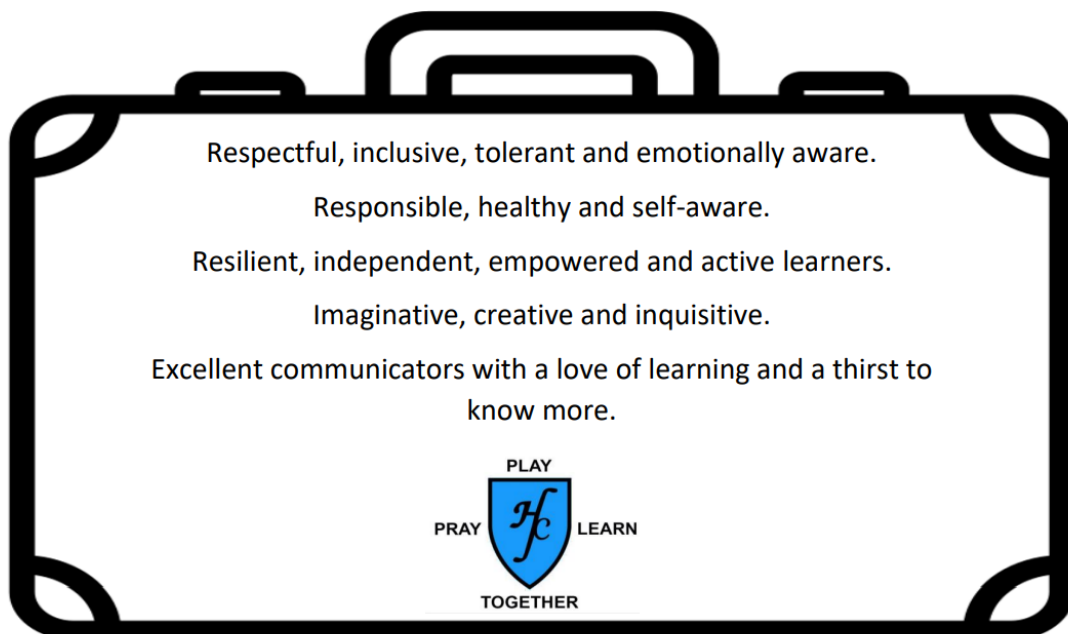 Respectful, inclusive, tolerant and emotionally aware.
Responsible, healthy and self-aware.
Resilient, independent, empowered and active learners.
Imaginative, creative and inquisitive.
Excellent communicators with a love of learning and a thirst to
know more.
PLAY
PRAY HfC LEARN
TOGETHER